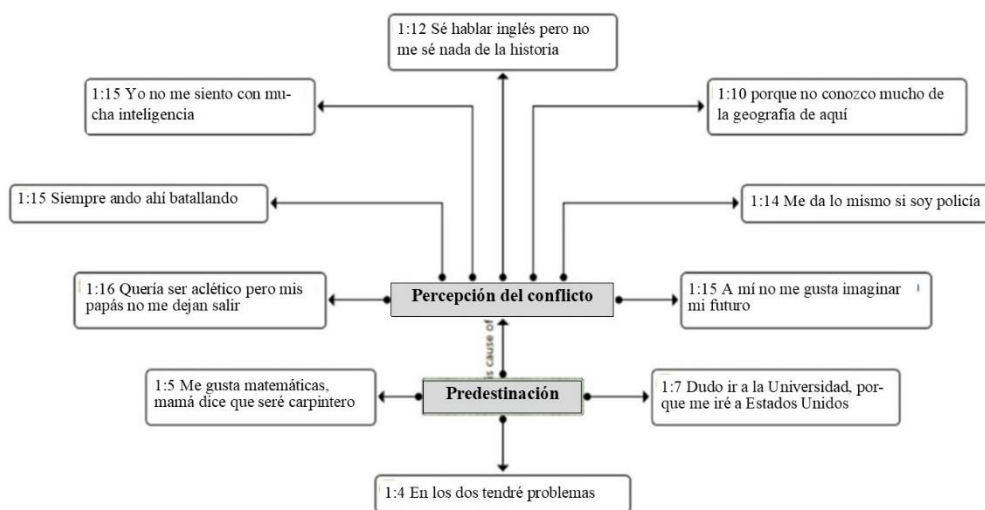 1:12 Sé hablar inglés pero no
me sé nada de la historia
1:15 Yo no me siento con mu-
cha inteligencia
1:10 porque no conozco mucho de
la geografía de aquí
1:15 Siempre ando ahí batallando
1:14 Me da lo mismo si soy policía
1:16 Quería ser aclético pero mis
papás no me dejan salir
Percepción del conflicto
1:15 A mí no me gusta imaginar
mi futuro
is cause of
1:5 Me gusta matemáticas,
mamá dice que seré carpintero
Predestinación
1:7 Dudo ir a la Universidad, por-
que me iré a Estados Unidos
1:4 En los dos tendré problemas